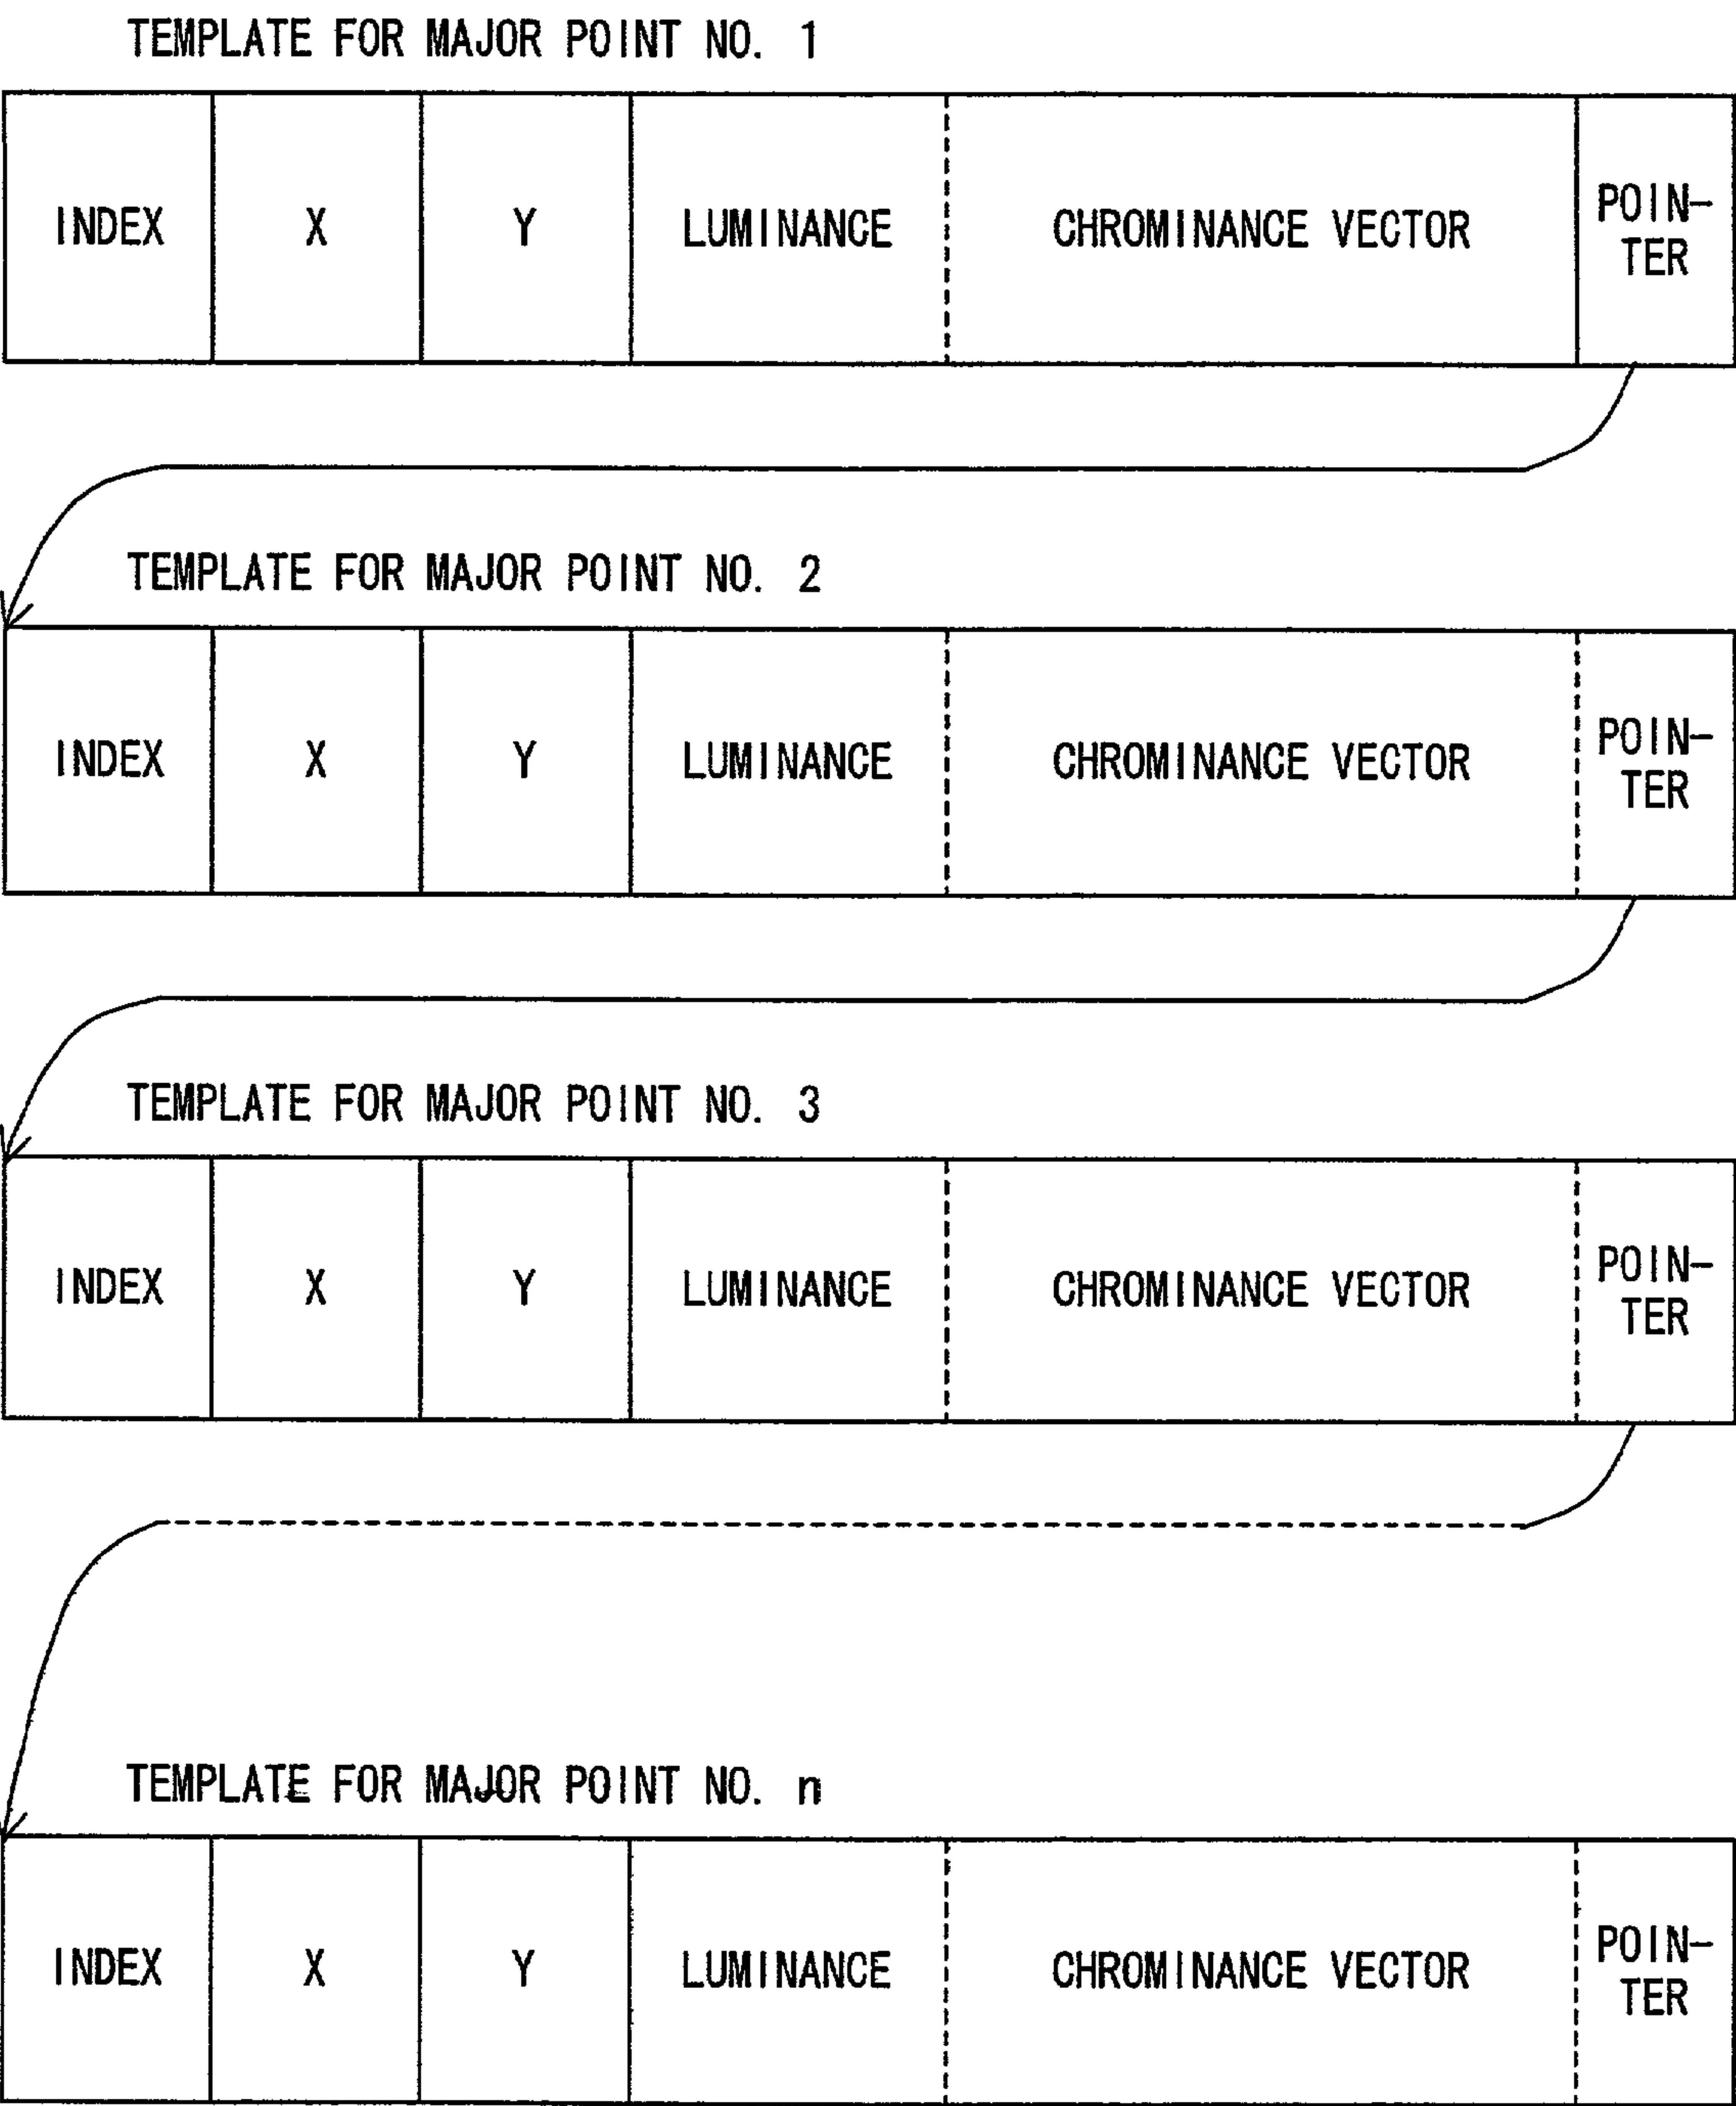 TEMPLATE FOR MAJOR POINT NO. 1
INDEX X Y LUMINANCE CHROMINANCE VECTOR POIN-
TER
TEMPLATE FOR MAJOR POINT NO. 2
INDEX X Y LUMINANCE CHROMINANCE VECTOR POIN-
TER
TEMPLATE FOR MAJOR POINT NO. 3
INDEX X Y LUMINANCE CHROMINANCE VECTOR POIN-
TER
TEMPLATE FOR MAJOR POINT NO. n
INDEX X Y LUMINANCE CHROMINANCE VECTOR POIN-
TER